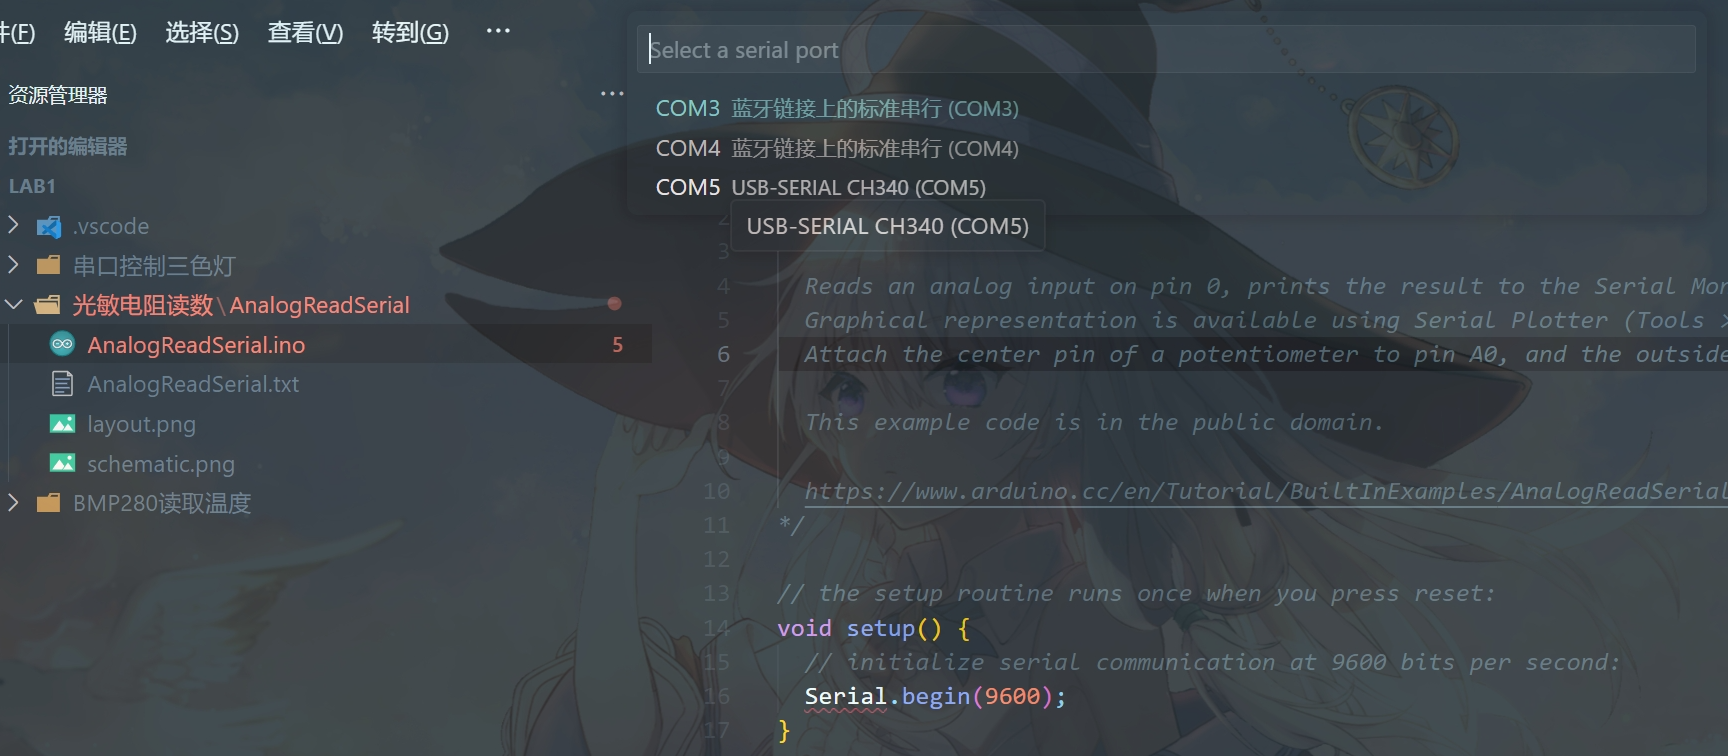 件(F) 编辑(E) 选择(S) 查看(V) 转到(G) ···
资源管理器 ···
打开的编辑器
LAB1
.vscode
串口控制三色灯
光敏电阻读数\AnalogReadSerial
AnalogReadSerial.ino 5
AnalogReadSerial.txt
layout.png
schematic.png
BMP280读取温度
Select a serial port
COM3 蓝牙链接上的标准串行 (COM3)
COM4 蓝牙链接上的标准串行 (COM4)
COM5 USB-SERIAL CH340 (COM5)
USB-SERIAL CH340 (COM5)
2
3
4 Reads an analog input on pin 0, prints the result to the Serial Mon
5 Graphical representation is available using Serial Plotter (Tools >
6 Attach the center pin of a potentiometer to pin A0, and the outside
7
8 This example code is in the public domain.
9
10 https://www.arduino.cc/en/Tutorial/BuiltInExamples/AnalogReadSerial
11 */
12
13 // the setup routine runs once when you press reset:
14 void setup() {
15 // initialize serial communication at 9600 bits per second:
16 Serial.begin(9600);
17 }